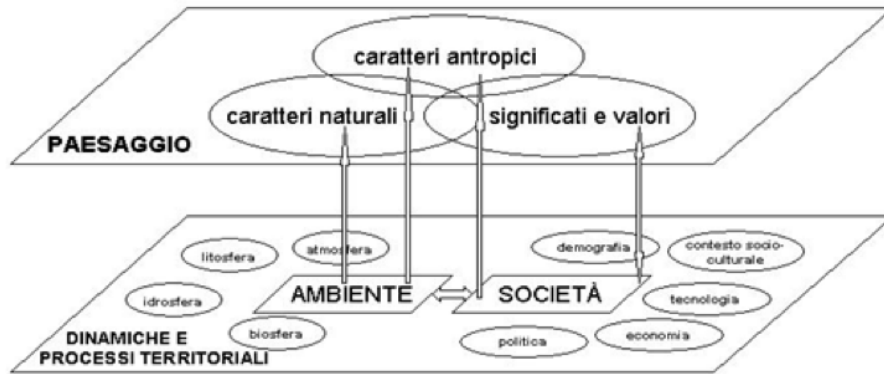 caratteri antropici
caratteri naturali
significati e valori
PAESAGGIO
atmosfera
demografia
litosfera
contesto socio-
culturale
AMBIENTE
SOCIETÀ
idrosfera
tecnologia
biosfera
politica
economia
DINAMICHE E
PROCESSI TERRITORIALI